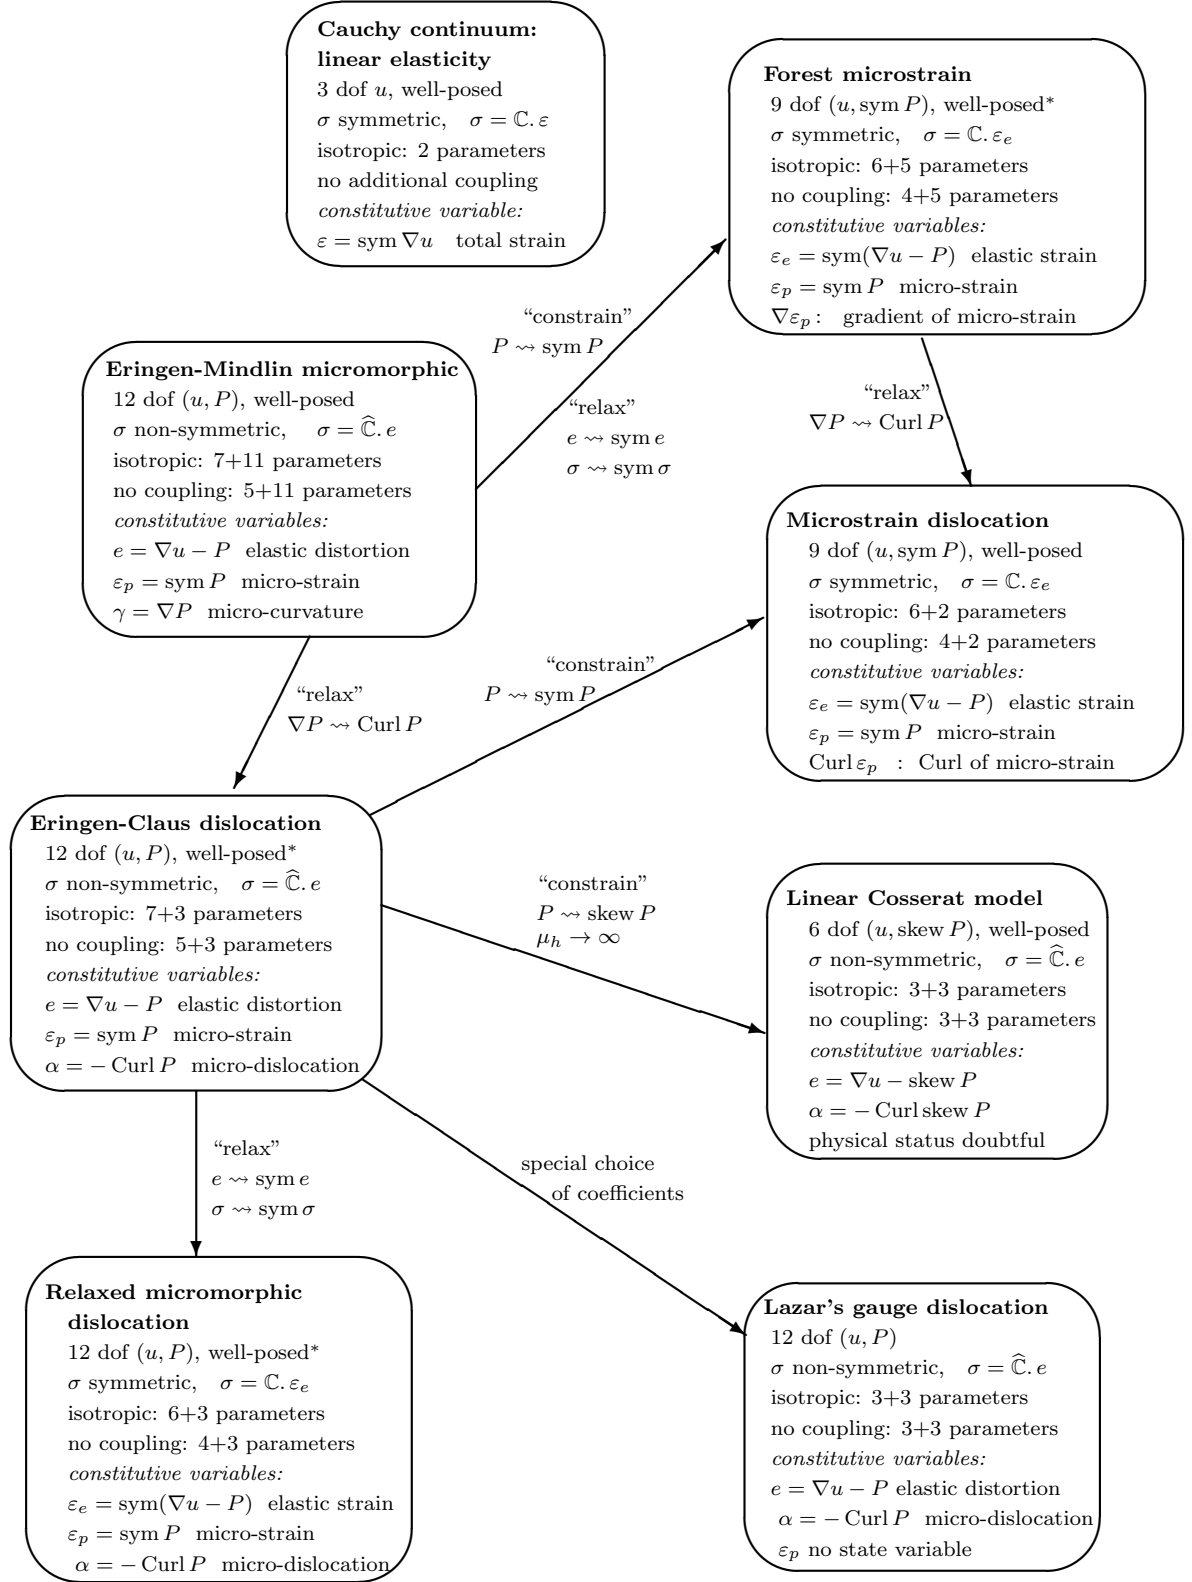 Cauchy continuum:
linear elasticity
3 dof u, well-posed
σ symmetric, σ = ℂ. ε
isotropic: 2 parameters
no additional coupling
constitutive variable:
ε = sym ∇u total strain
Forest microstrain
9 dof (u, sym P), well-posed*
σ symmetric, σ = ℂ. εₑ
isotropic: 6+5 parameters
no coupling: 4+5 parameters
constitutive variables:
εₑ = sym(∇u − P) elastic strain
εₚ = sym P micro-strain
∇εₚ : gradient of micro-strain
“constrain”
P ⇝ sym P
“relax”
e ⇝ sym e
σ ⇝ sym σ
“relax”
∇P ⇝ Curl P
Eringen-Mindlin micromorphic
12 dof (u, P), well-posed
σ non-symmetric, σ = ℂ̂. e
isotropic: 7+11 parameters
no coupling: 5+11 parameters
constitutive variables:
e = ∇u − P elastic distortion
εₚ = sym P micro-strain
γ = ∇P micro-curvature
Microstrain dislocation
9 dof (u, sym P), well-posed
σ symmetric, σ = ℂ. εₑ
isotropic: 6+2 parameters
no coupling: 4+2 parameters
constitutive variables:
εₑ = sym(∇u − P) elastic strain
εₚ = sym P micro-strain
Curl εₚ : Curl of micro-strain
“relax”
∇P ⇝ Curl P
“constrain”
P ⇝ sym P
Eringen-Claus dislocation
12 dof (u, P), well-posed*
σ non-symmetric, σ = ℂ̂. e
isotropic: 7+3 parameters
no coupling: 5+3 parameters
constitutive variables:
e = ∇u − P elastic distortion
εₚ = sym P micro-strain
α = − Curl P micro-dislocation
“constrain”
P ⇝ skew P
μₕ → ∞
Linear Cosserat model
6 dof (u, skew P), well-posed
σ non-symmetric, σ = ℂ̂. e
isotropic: 3+3 parameters
no coupling: 3+3 parameters
constitutive variables:
e = ∇u − skew P
α = − Curl skew P
physical status doubtful
“relax”
e ⇝ sym e
σ ⇝ sym σ
special choice
of coefficients
Relaxed micromorphic
dislocation
12 dof (u, P), well-posed*
σ symmetric, σ = ℂ. εₑ
isotropic: 6+3 parameters
no coupling: 4+3 parameters
constitutive variables:
εₑ = sym(∇u − P) elastic strain
εₚ = sym P micro-strain
α = − Curl P micro-dislocation
Lazar's gauge dislocation
12 dof (u, P)
σ non-symmetric, σ = ℂ̂. e
isotropic: 3+3 parameters
no coupling: 3+3 parameters
constitutive variables:
e = ∇u − P elastic distortion
α = − Curl P micro-dislocation
εₚ no state variable